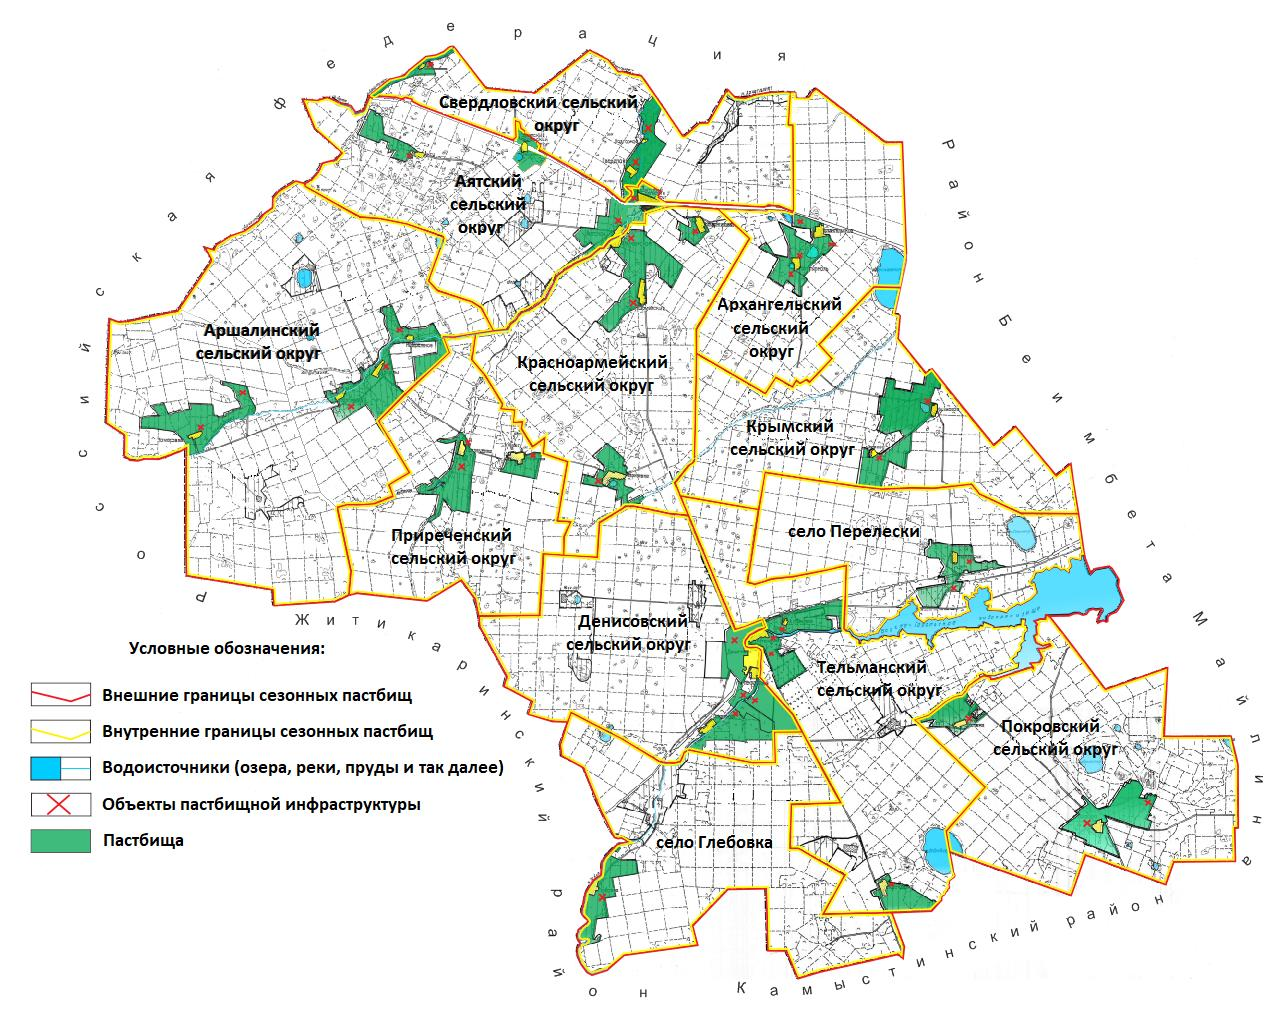 Российская федерация
Район Беимбета Майлина
Свердловский сельский
округ
Аятский
сельский
округ
Аршалинский
сельский округ
Архангельский
сельский
округ
Красноармейский
сельский округ
Крымский
сельский округ
Приреченский
сельский округ
село Перелески
Денисовский
сельский округ
Тельманский
сельский округ
Покровский
сельский округ
село Глебовка
Житикаринский район
Камыстинский район
Условные обозначения:
Внешние границы сезонных пастбищ
Внутренние границы сезонных пастбищ
Водоисточники (озера, реки, пруды и так далее)
Объекты пастбищной инфраструктуры
Пастбища